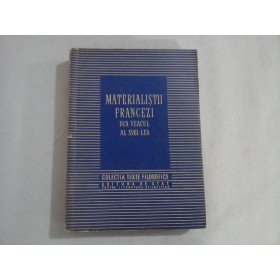 MATERIALISTII
FRANCEZI
DIN VEACUL
AL XVIII LEA
COLECTIA TEXTE FILOSOFICE
EDITURA DE STAT